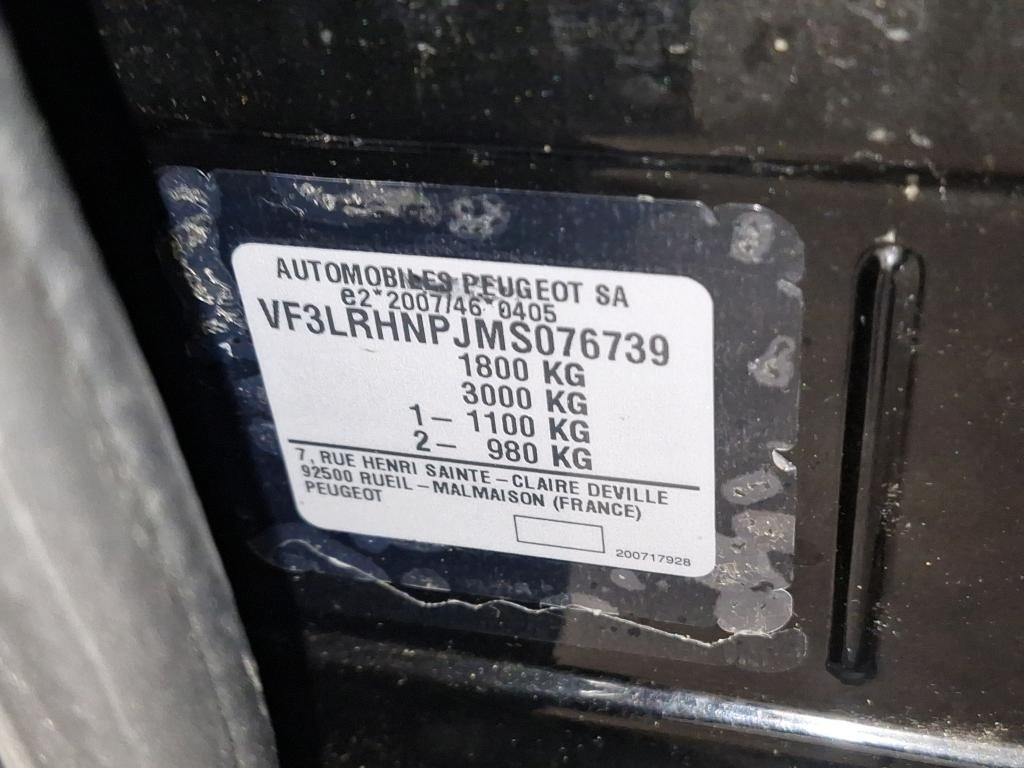 AUTOMOBILES PEUGEOT SA
e2*2007/46*0405
VF3LRHNPJMS076739
1800 KG
3000 KG
1 – 1100 KG
2 – 980 KG
7, RUE HENRI SAINTE – CLAIRE DEVILLE
92500 RUEIL – MALMAISON (FRANCE)
PEUGEOT
200717928